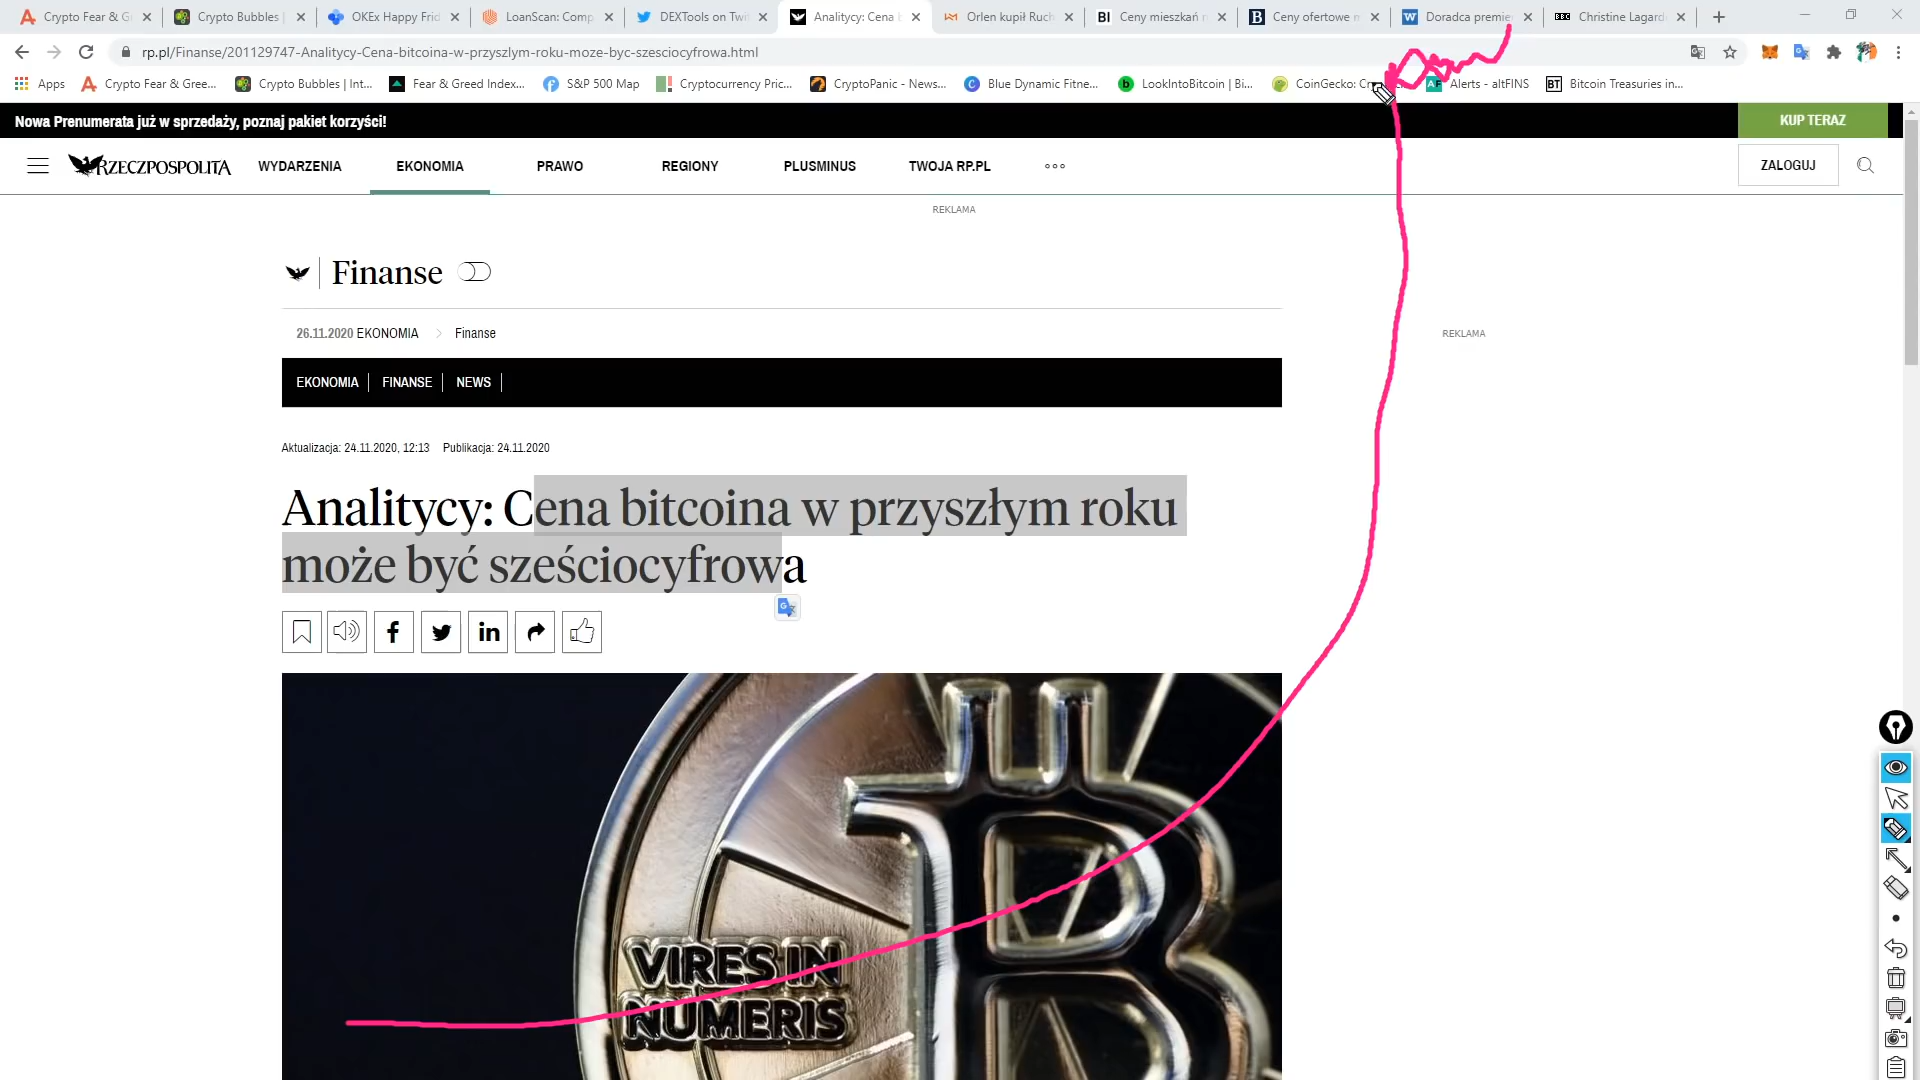 Crypto Fear & Gr
Crypto Bubbles |
OKEx Happy Frid
LoanScan: Comp
DEXTools on Twi
Analitycy: Cena b
Orlen kupił Ruch
Ceny mieszkań
Ceny ofertowe m
Doradca premie
Christine Lagard
rp.pl/Finanse/201129747-Analitycy-Cena-bitcoina-w-przyszlym-roku-moze-byc-szesciocyfrowa.html
Apps
Crypto Fear & Gree...
Crypto Bubbles | Int...
Fear & Greed Index...
S&P 500 Map
Cryptocurrency Pric...
CryptoPanic - News...
Blue Dynamic Fitne...
LookIntoBitcoin | Bi...
CoinGecko: Cr
Alerts - altFINS
Bitcoin Treasuries in...
Nowa Prenumerata już w sprzedaży, poznaj pakiet korzyści!
KUP TERAZ
RZECZPOSPOLITA
WYDARZENIA
EKONOMIA
PRAWO
REGIONY
PLUSMINUS
TWOJA RP.PL
ZALOGUJ
REKLAMA
Finanse
26.11.2020 EKONOMIA > Finanse
REKLAMA
EKONOMIA | FINANSE | NEWS |
Aktualizacja: 24.11.2020, 12:13 Publikacja: 24.11.2020
Analitycy: Cena bitcoina w przyszłym roku
może być sześciocyfrowa
VIRES IN
NUMERIS